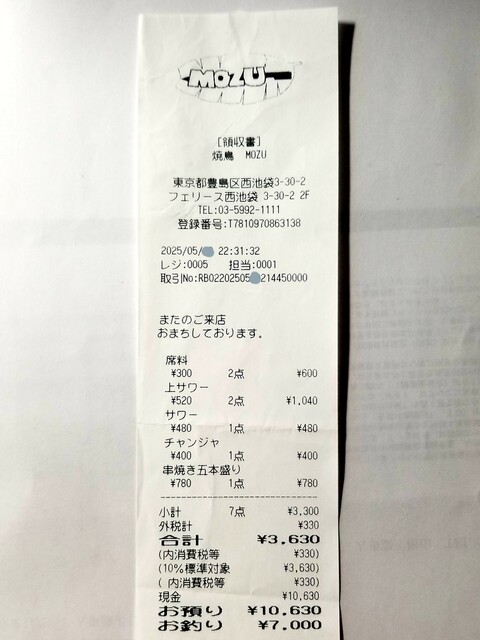 MOZU
[領収書]
焼鳥 MOZU
東京都豊島区西池袋3-30-2
フェリース西池袋 3-30-2 2F
TEL:03-5992-1111
登録番号:T7810970863138
2025/05/ 22:31:32
レジ:0005 担当:0001
取引No:RB02202505 214450000
またのご来店
おまちしております。
席料
¥300 2点 ¥600
上サワー
¥520 2点 ¥1,040
サワー
¥480 1点 ¥480
チャンジャ
¥400 1点 ¥400
串焼き五本盛り
¥780 1点 ¥780
小計 7点 ¥3,300
外税計 ¥330
合計 ¥3,630
(内消費税等 ¥330)
(10%標準対象 ¥3,630)
( 内消費税等 ¥330)
現金 ¥10,630
お預り ¥10,630
お釣り ¥7,000